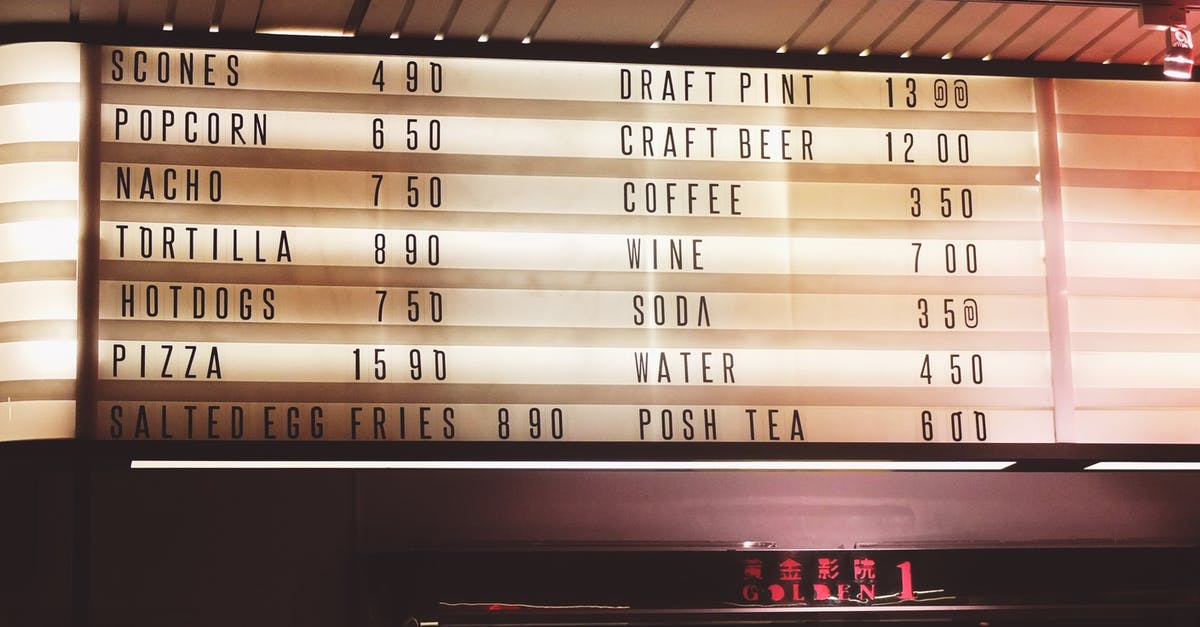 SCONES 4 90
POPCORN 6 50
NACHO 7 50
TORTILLA 8 90
HOTDOGS 7 50
PIZZA 15 90
SALTED EGG FRIES 8 90
DRAFT PINT 13 00
CRAFT BEER 12 00
COFFEE 3 50
WINE 7 00
SODA 3 50
WATER 4 50
POSH TEA 6 00
黃金影院 1
GOLDEN